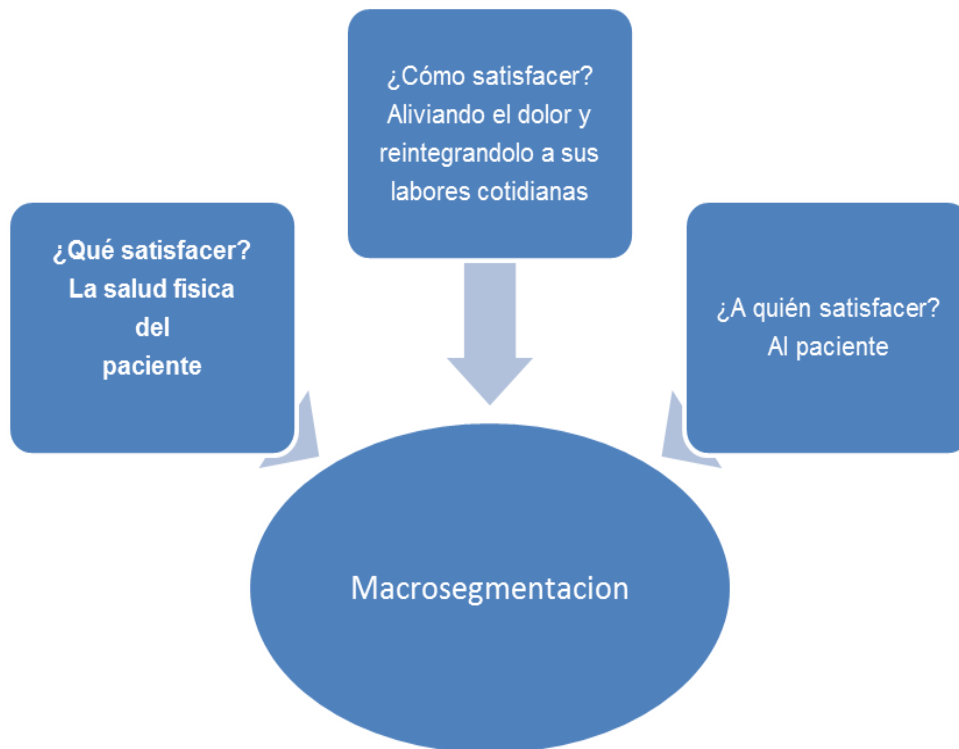 ¿Cómo satisfacer?
Aliviando el dolor y
reintegrandolo a sus
labores cotidianas
¿Qué satisfacer?
La salud fisica
del
paciente
¿A quién satisfacer?
Al paciente
Macrosegmentacion